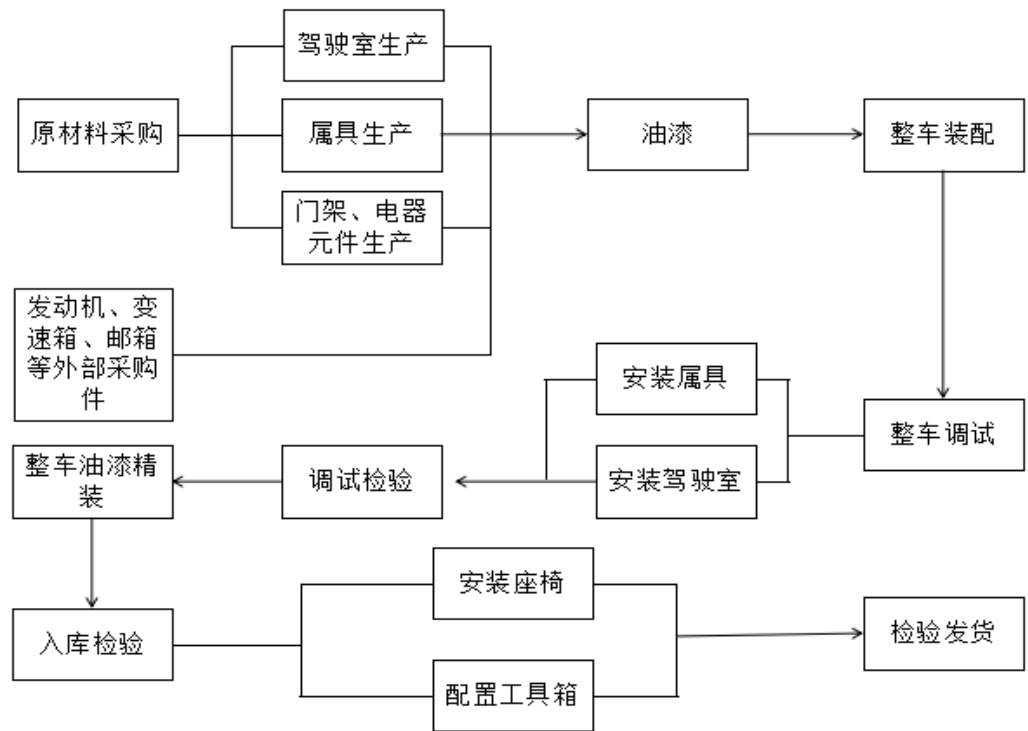 驾驶室生产
原材料采购
属具生产
油漆
整车装配
门架、电器
元件生产
发动机、变
速箱、邮箱
等外部采购
件
安装属具
整车调试
整车油漆精
装
调试检验
安装驾驶室
安装座椅
入库检验
检验发货
配置工具箱